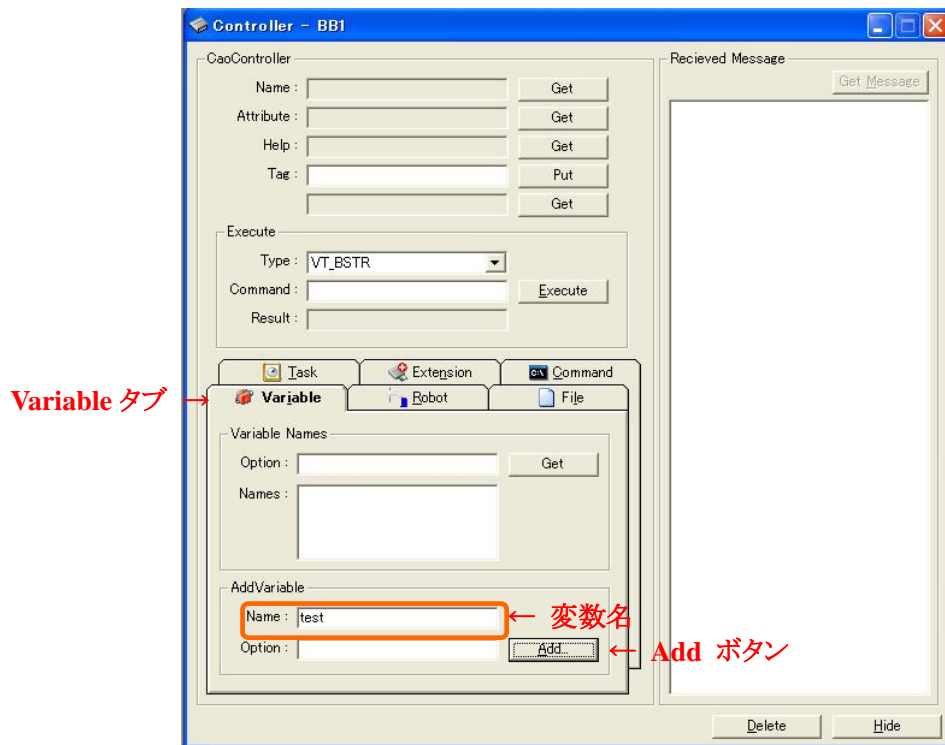 Controller - BB1
CaoController
Name :
Get
Attribute :
Get
Help :
Get
Tag :
Put
Get
Execute
Type :
VT_BSTR
Command :
Execute
Result :
Task
Extension
Command
Variable
Robot
File
Variable タブ →
Variable Names
Option :
Get
Names :
AddVariable
Name :
test
← 変数名
Option :
Add...
← Add ボタン
Recieved Message
Get Message
Delete
Hide